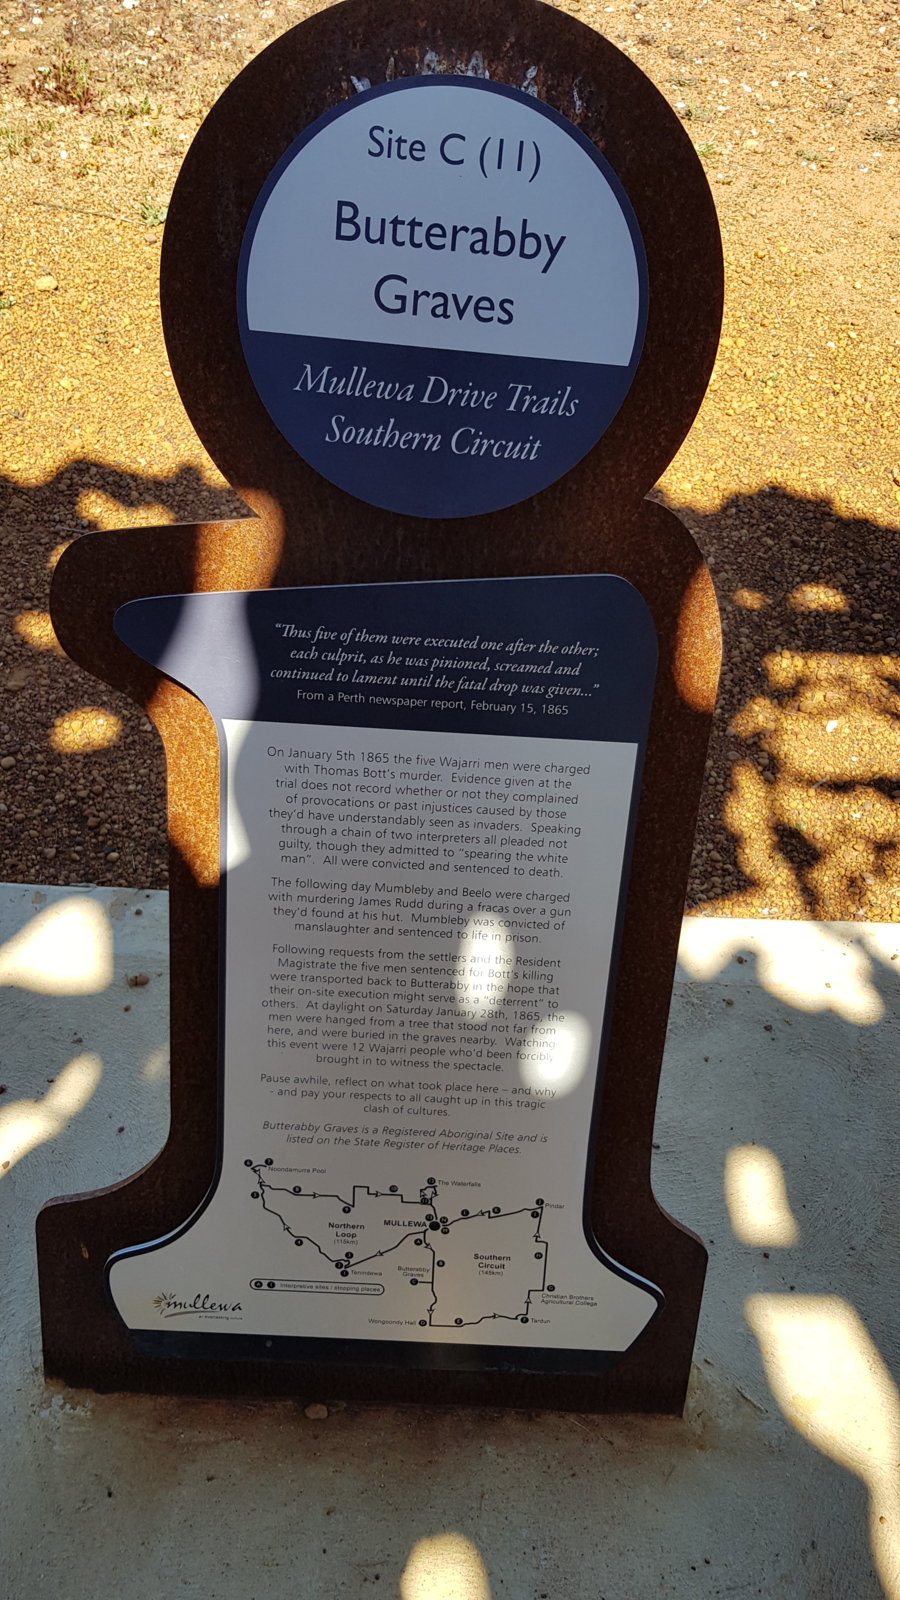 Site C (11)
Butterabby
Graves
Mullewa Drive Trails
Southern Circuit
“Thus five of them were executed one after the other;
each culprit, as he was pinioned, screamed and
continued to lament until the fatal drop was given...”
From a Perth newspaper report, February 15, 1865
On January 5th 1865 the five Wajarri men were charged
with Thomas Bott's murder. Evidence given at the
trial does not record whether or not they complained
of provocations or past injustices caused by those
they'd have understandably seen as invaders. Speaking
through a chain of two interpreters all pleaded not
guilty, though they admitted to “spearing the white
man”. All were convicted and sentenced to death.
The following day Mumbleby and Beelo were charged
with murdering James Rudd during a fracas over a gun
they'd found at his hut. Mumbleby was convicted of
manslaughter and sentenced to life in prison.
Following requests from the settlers and the Resident
Magistrate the five men sentenced for Bott's killing
were transported back to Butterabby in the hope that
their on-site execution might serve as a “deterrent” to
others. At daylight on Saturday January 28th, 1865, the
men were hanged from a tree that stood not far from
here, and were buried in the graves nearby. Watching
this event were 12 Wajarri people who'd been forcibly
brought in to witness the spectacle.
Pause awhile, reflect on what took place here – and why
- and pay your respects to all caught up in this tragic
clash of cultures.
Butterabby Graves is a Registered Aboriginal Site and is
listed on the State Register of Heritage Places.
Noondamurra Pool
The Waterfalls
Pindar
MULLEWA
Northern
Loop
(115km)
Southern
Circuit
(145km)
Tenindewa
Butterabby
Graves
Christian Brothers
Agricultural College
Interpretive sites / stopping places
Wongoondy Hall
Tardun
mullewa